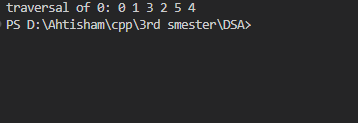 traversal of 0: 0 1 3 2 5 4
PS D:\Ahtisham\cpp\3rd smester\DSA>